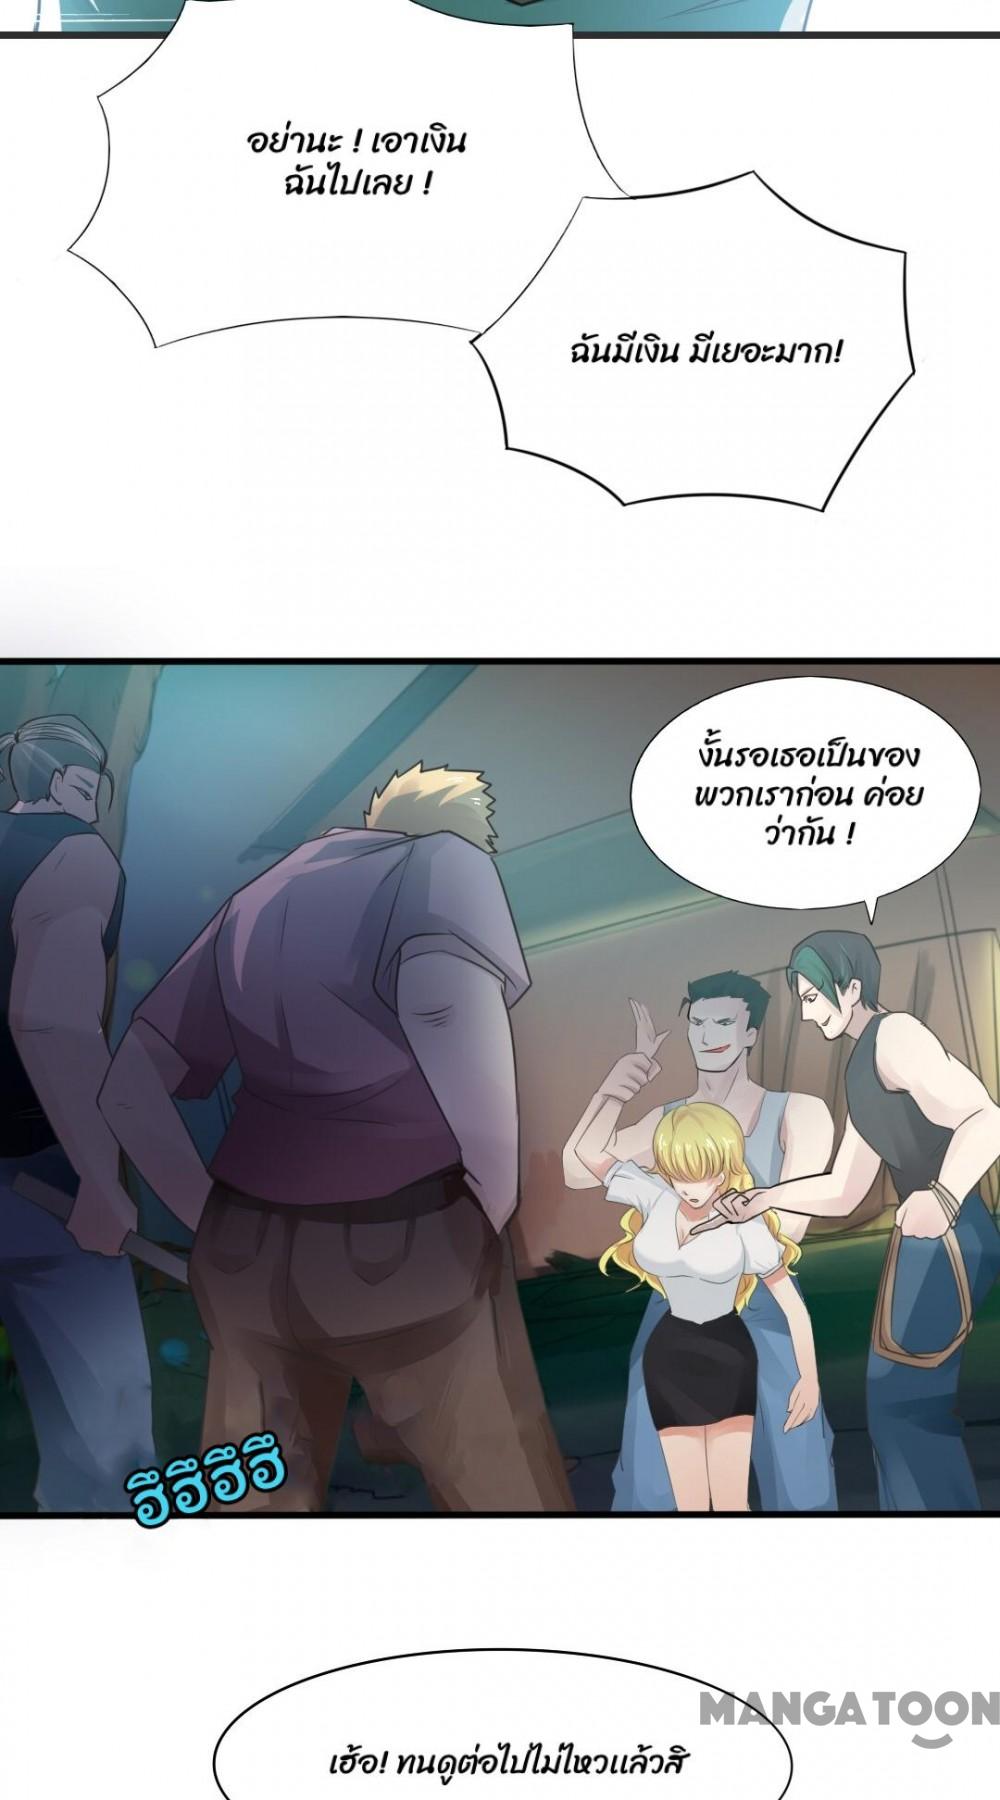 อย่านะ ! เอาเงิน
ฉันไปเลย !
ฉันมีเงิน มีเยอะมาก!
งั้นรอเธอเป็นของ
พวกเราก่อน ค่อย
ว่ากัน !
ฮึฮึฮึฮึ
MANGATOON
เฮ้อ! ทนดูต่อไปไม่ไหวแล้วสิ